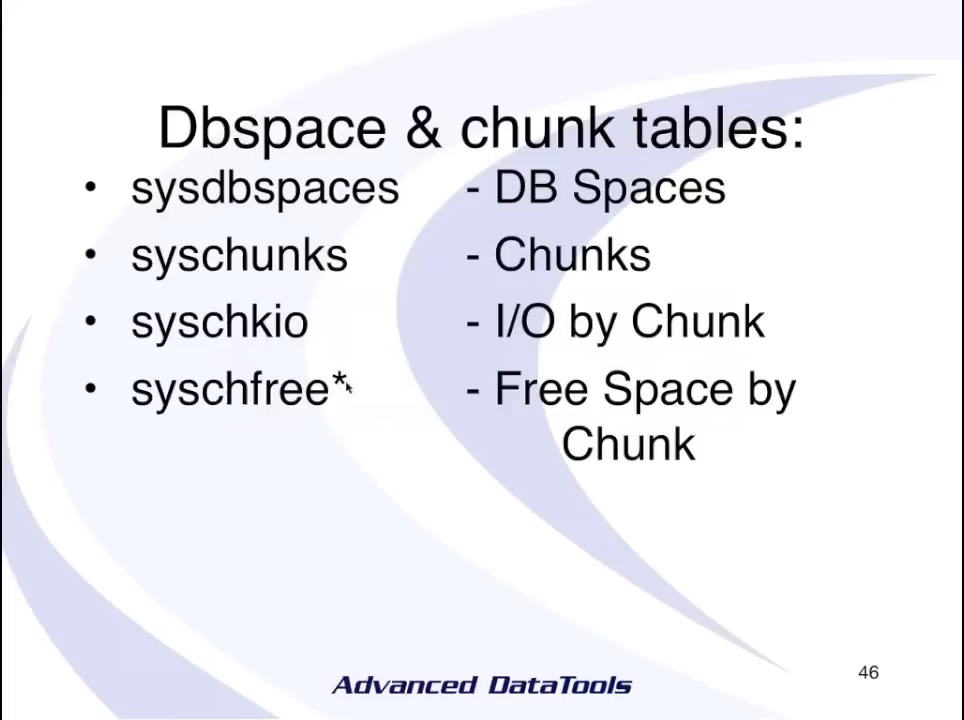 Dbspace & chunk tables:
• sysdbspaces - DB Spaces
• syschunks - Chunks
• syschkio - I/O by Chunk
• syschfree* - Free Space by
Chunk
Advanced DataTools
46